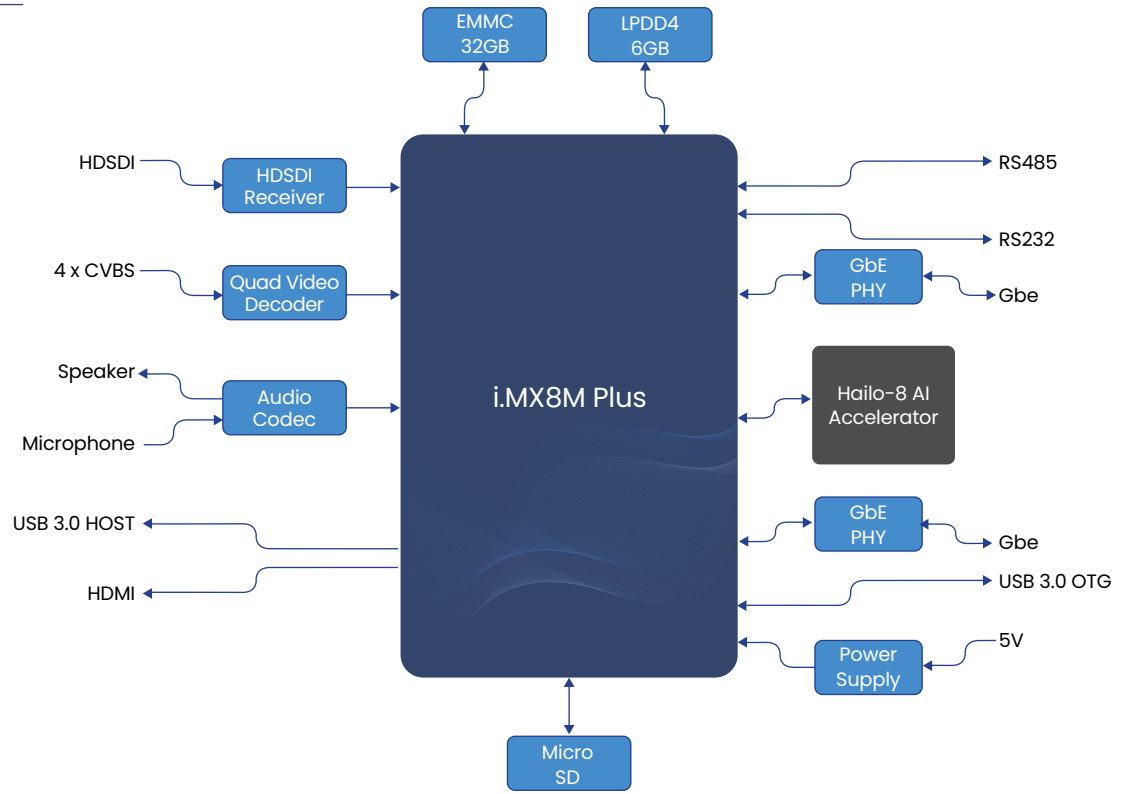 EMMC
32GB
LPDD4
6GB
HDSDI
HDSDI
Receiver
4 x CVBS
Quad Video
Decoder
Speaker
Audio
Codec
Microphone
USB 3.0 HOST
HDMI
i.MX8M Plus
RS485
RS232
GbE
PHY
Gbe
Hailo-8 AI
Accelerator
GbE
PHY
Gbe
USB 3.0 OTG
5V
Power
Supply
Micro
SD